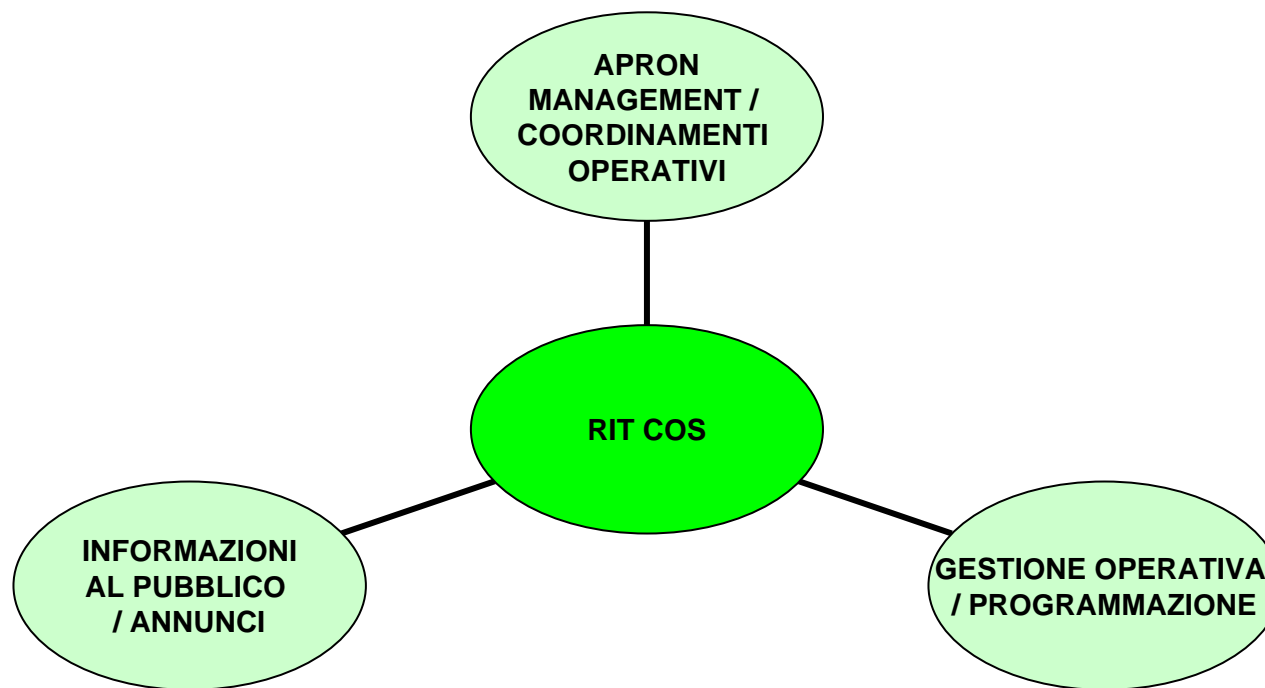 APRON
MANAGEMENT /
COORDINAMENTI
OPERATIVI
RIT COS
INFORMAZIONI
AL PUBBLICO
/ ANNUNCI
GESTIONE OPERATIVA
/ PROGRAMMAZIONE